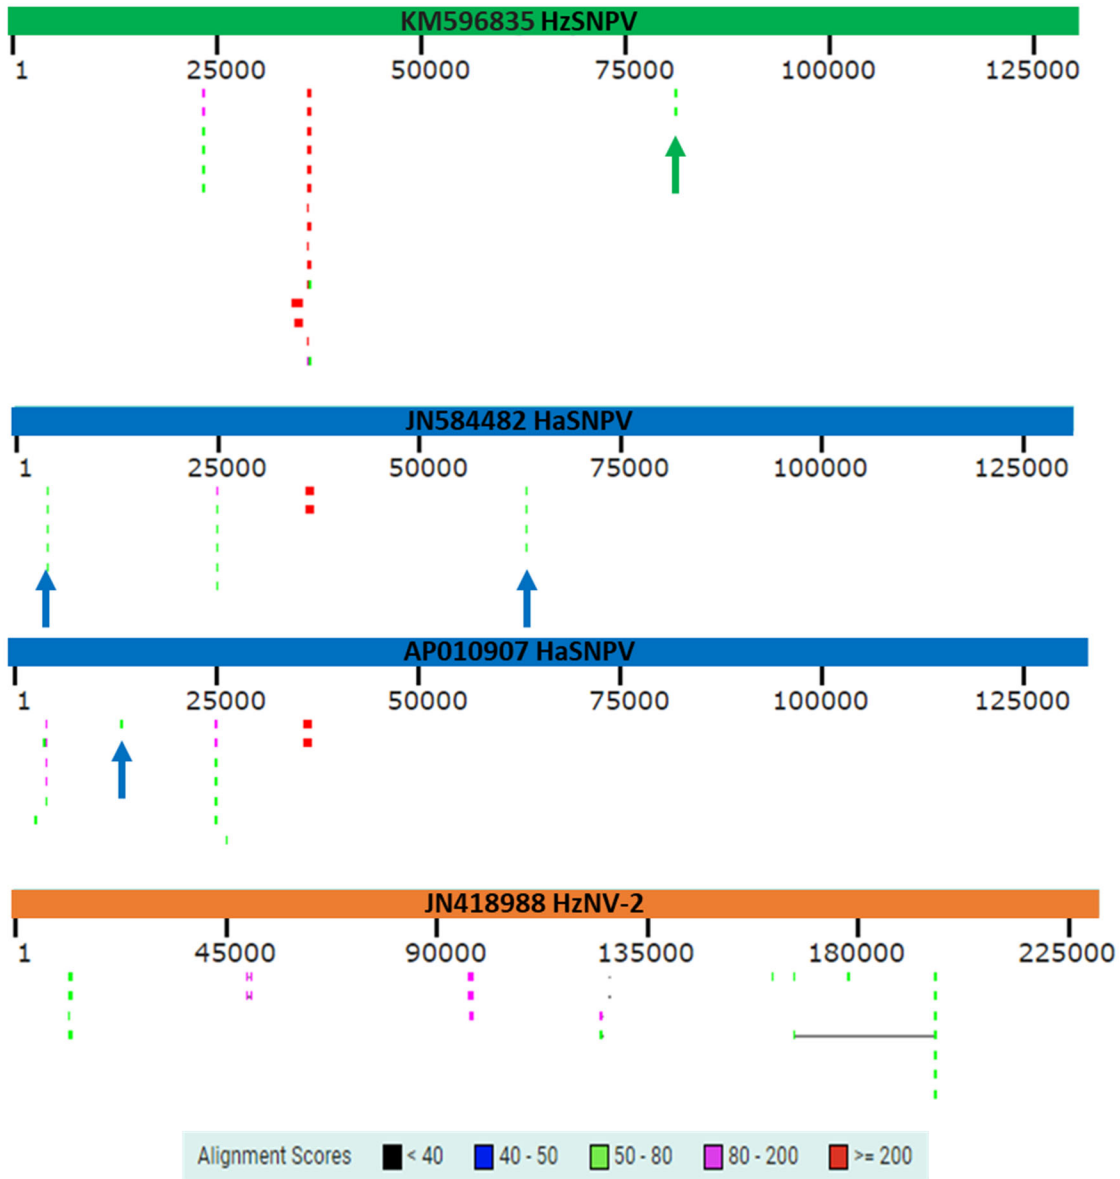 KM596835 HzSNPV
1 25000 50000 75000 100000 125000
JN584482 HaSNPV
1 25000 50000 75000 100000 125000
AP010907 HaSNPV
1 25000 50000 75000 100000 125000
JN418988 HzNV-2
1 45000 90000 135000 180000 225000
Alignment Scores < 40 40 - 50 50 - 80 80 - 200 >= 200